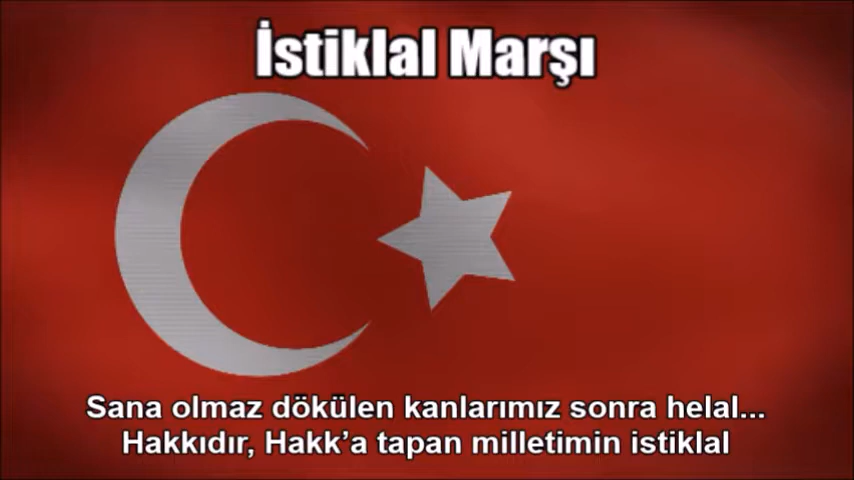 İstiklal Marşı
Sana olmaz dökülen kanlarımız sonra helal...
Hakkıdır, Hakk’a tapan milletimin istiklal